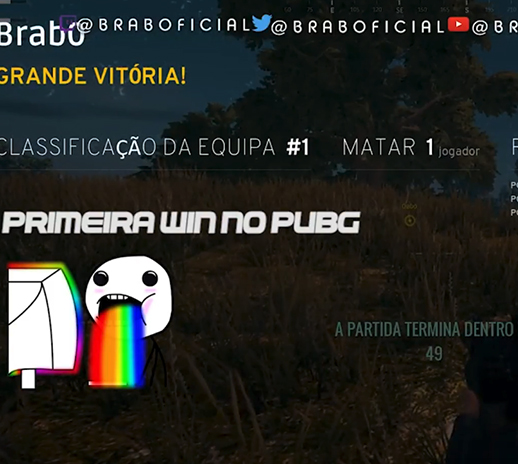 Brabo
@BRABOFICIAL @BRABOFICIAL @BR
GRANDE VITÓRIA!
CLASSIFICAÇÃO DA EQUIPA #1 MATAR 1 jogador
PRIMEIRA WIN NO PUBG
A PARTIDA TERMINA DENTRO
49